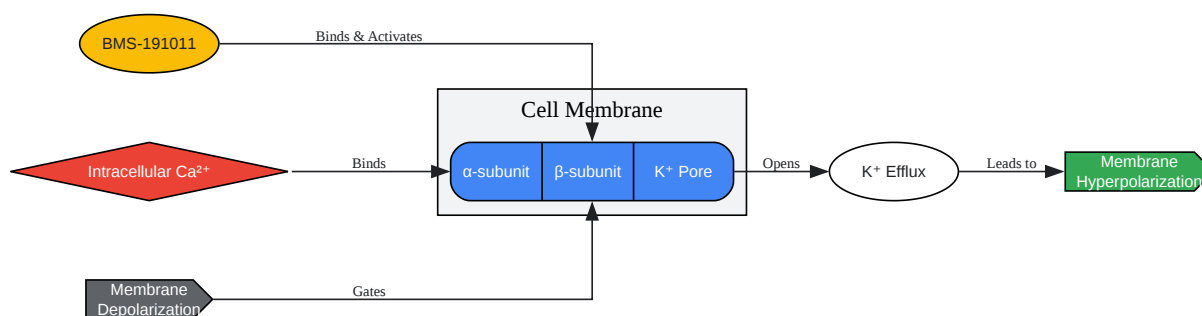 BMS-191011
Binds & Activates
Cell Membrane
Intracellular Ca²⁺
Binds
α-subunit
β-subunit
K⁺ Pore
Opens
K⁺ Efflux
Leads to
Membrane
Hyperpolarization
Membrane
Depolarization
Gates